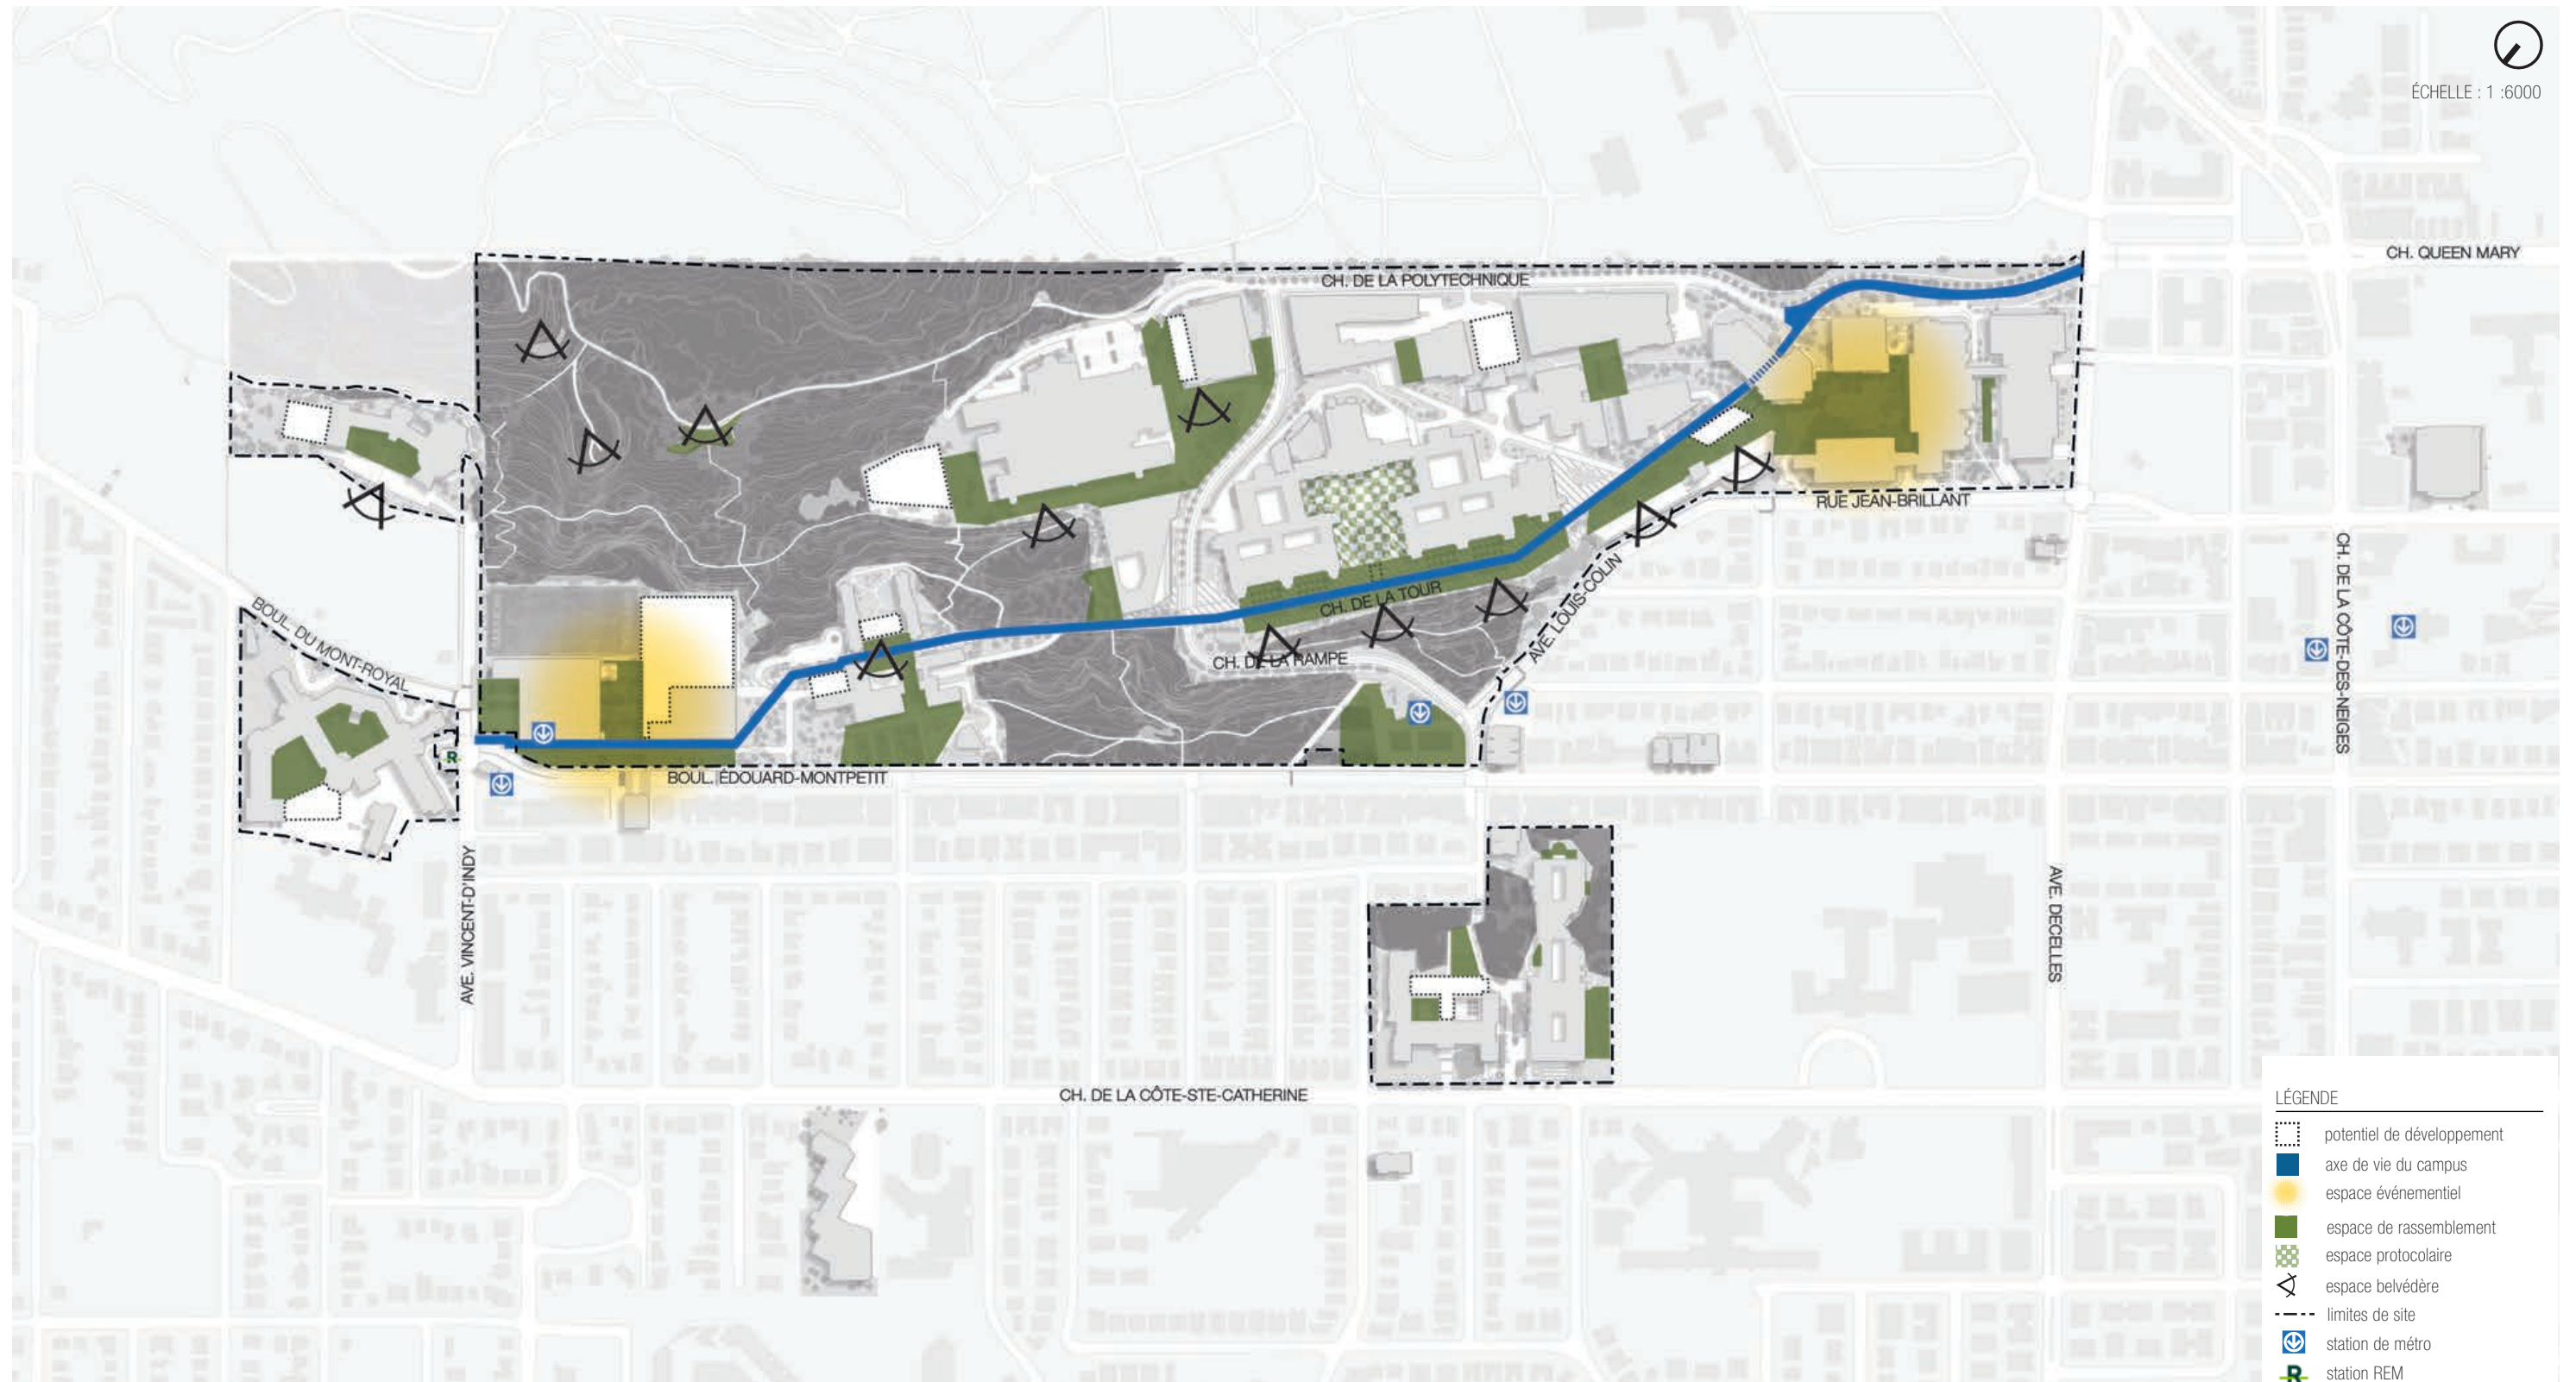 ÉCHELLE : 1 :6000
CH. QUEEN MARY
CH. DE LA POLYTECHNIQUE
RUE JEAN-BRILLANT
CH. DE LA CÔTE-DES-NEIGES
AVE. LOUIS-COLIN
CH. DE LA TOUR
CH. DE LA RAMPE
BOUL. DU MONT-ROYAL
R
BOUL. ÉDOUARD-MONTPETIT
AVE. VINCENT-D'INDY
AVE. DECELLES
CH. DE LA CÔTE-STE-CATHERINE
LÉGENDE
potentiel de développement
axe de vie du campus
espace événementiel
espace de rassemblement
espace protocolaire
espace belvédère
limites de site
station de métro
R station REM